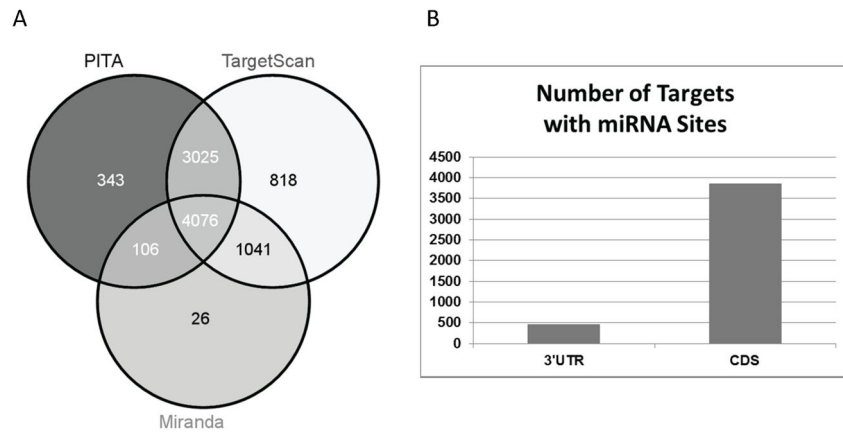 A
PITA
TargetScan
3025
343
818
4076
106
1041
26
Miranda
B
Number of Targets
with miRNA Sites
4500
4000
3500
3000
2500
2000
1500
1000
500
0
3'UTR
CDS